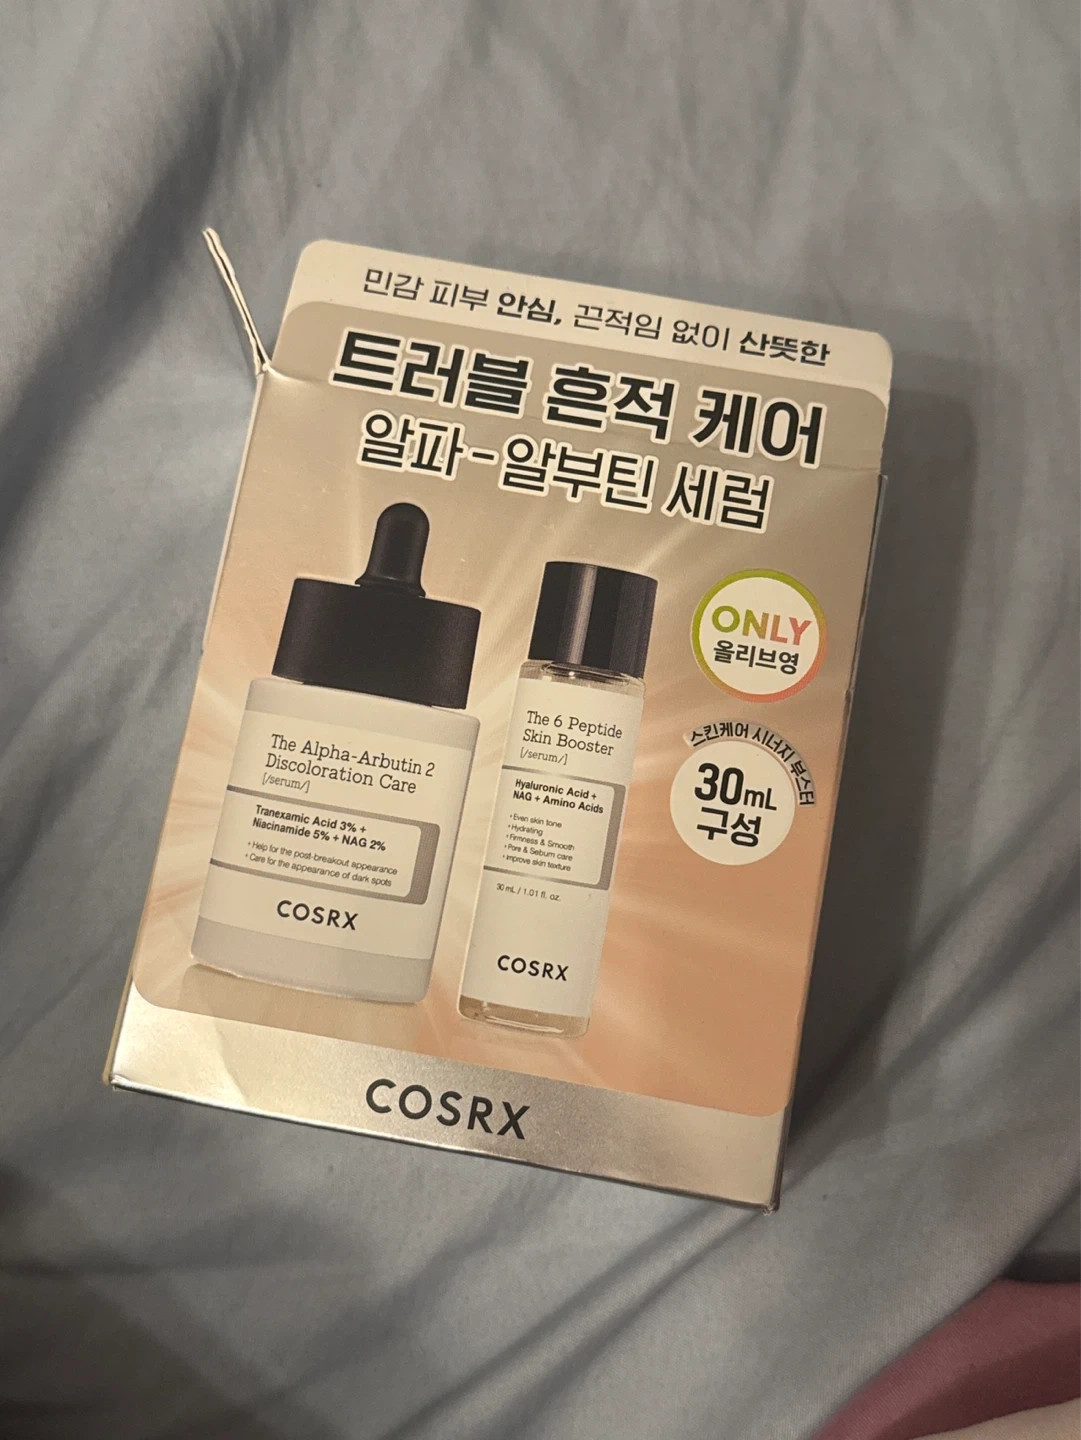 민감 피부 안심, 끈적임 없이 산뜻한
트러블 흔적 케어
알파-알부틴 세럼
ONLY
올리브영
스킨케어 시너지 부스터
30mL
구성
The Alpha-Arbutin 2
Discoloration Care
[/serum/]
Tranexamic Acid 3% +
Niacinamide 5% + NAG 2%
• Help for the post-breakout appearance
• Care for the appearance of dark spots
COSRX
The 6 Peptide
Skin Booster
[/serum/]
Hyaluronic Acid +
NAG + Amino Acids
• Even skin tone
• Hydrating
• Firmness & Smooth
• Pore & Sebum care
• Improve skin texture
30 mL / 1.01 fl. oz.
COSRX
COSRX